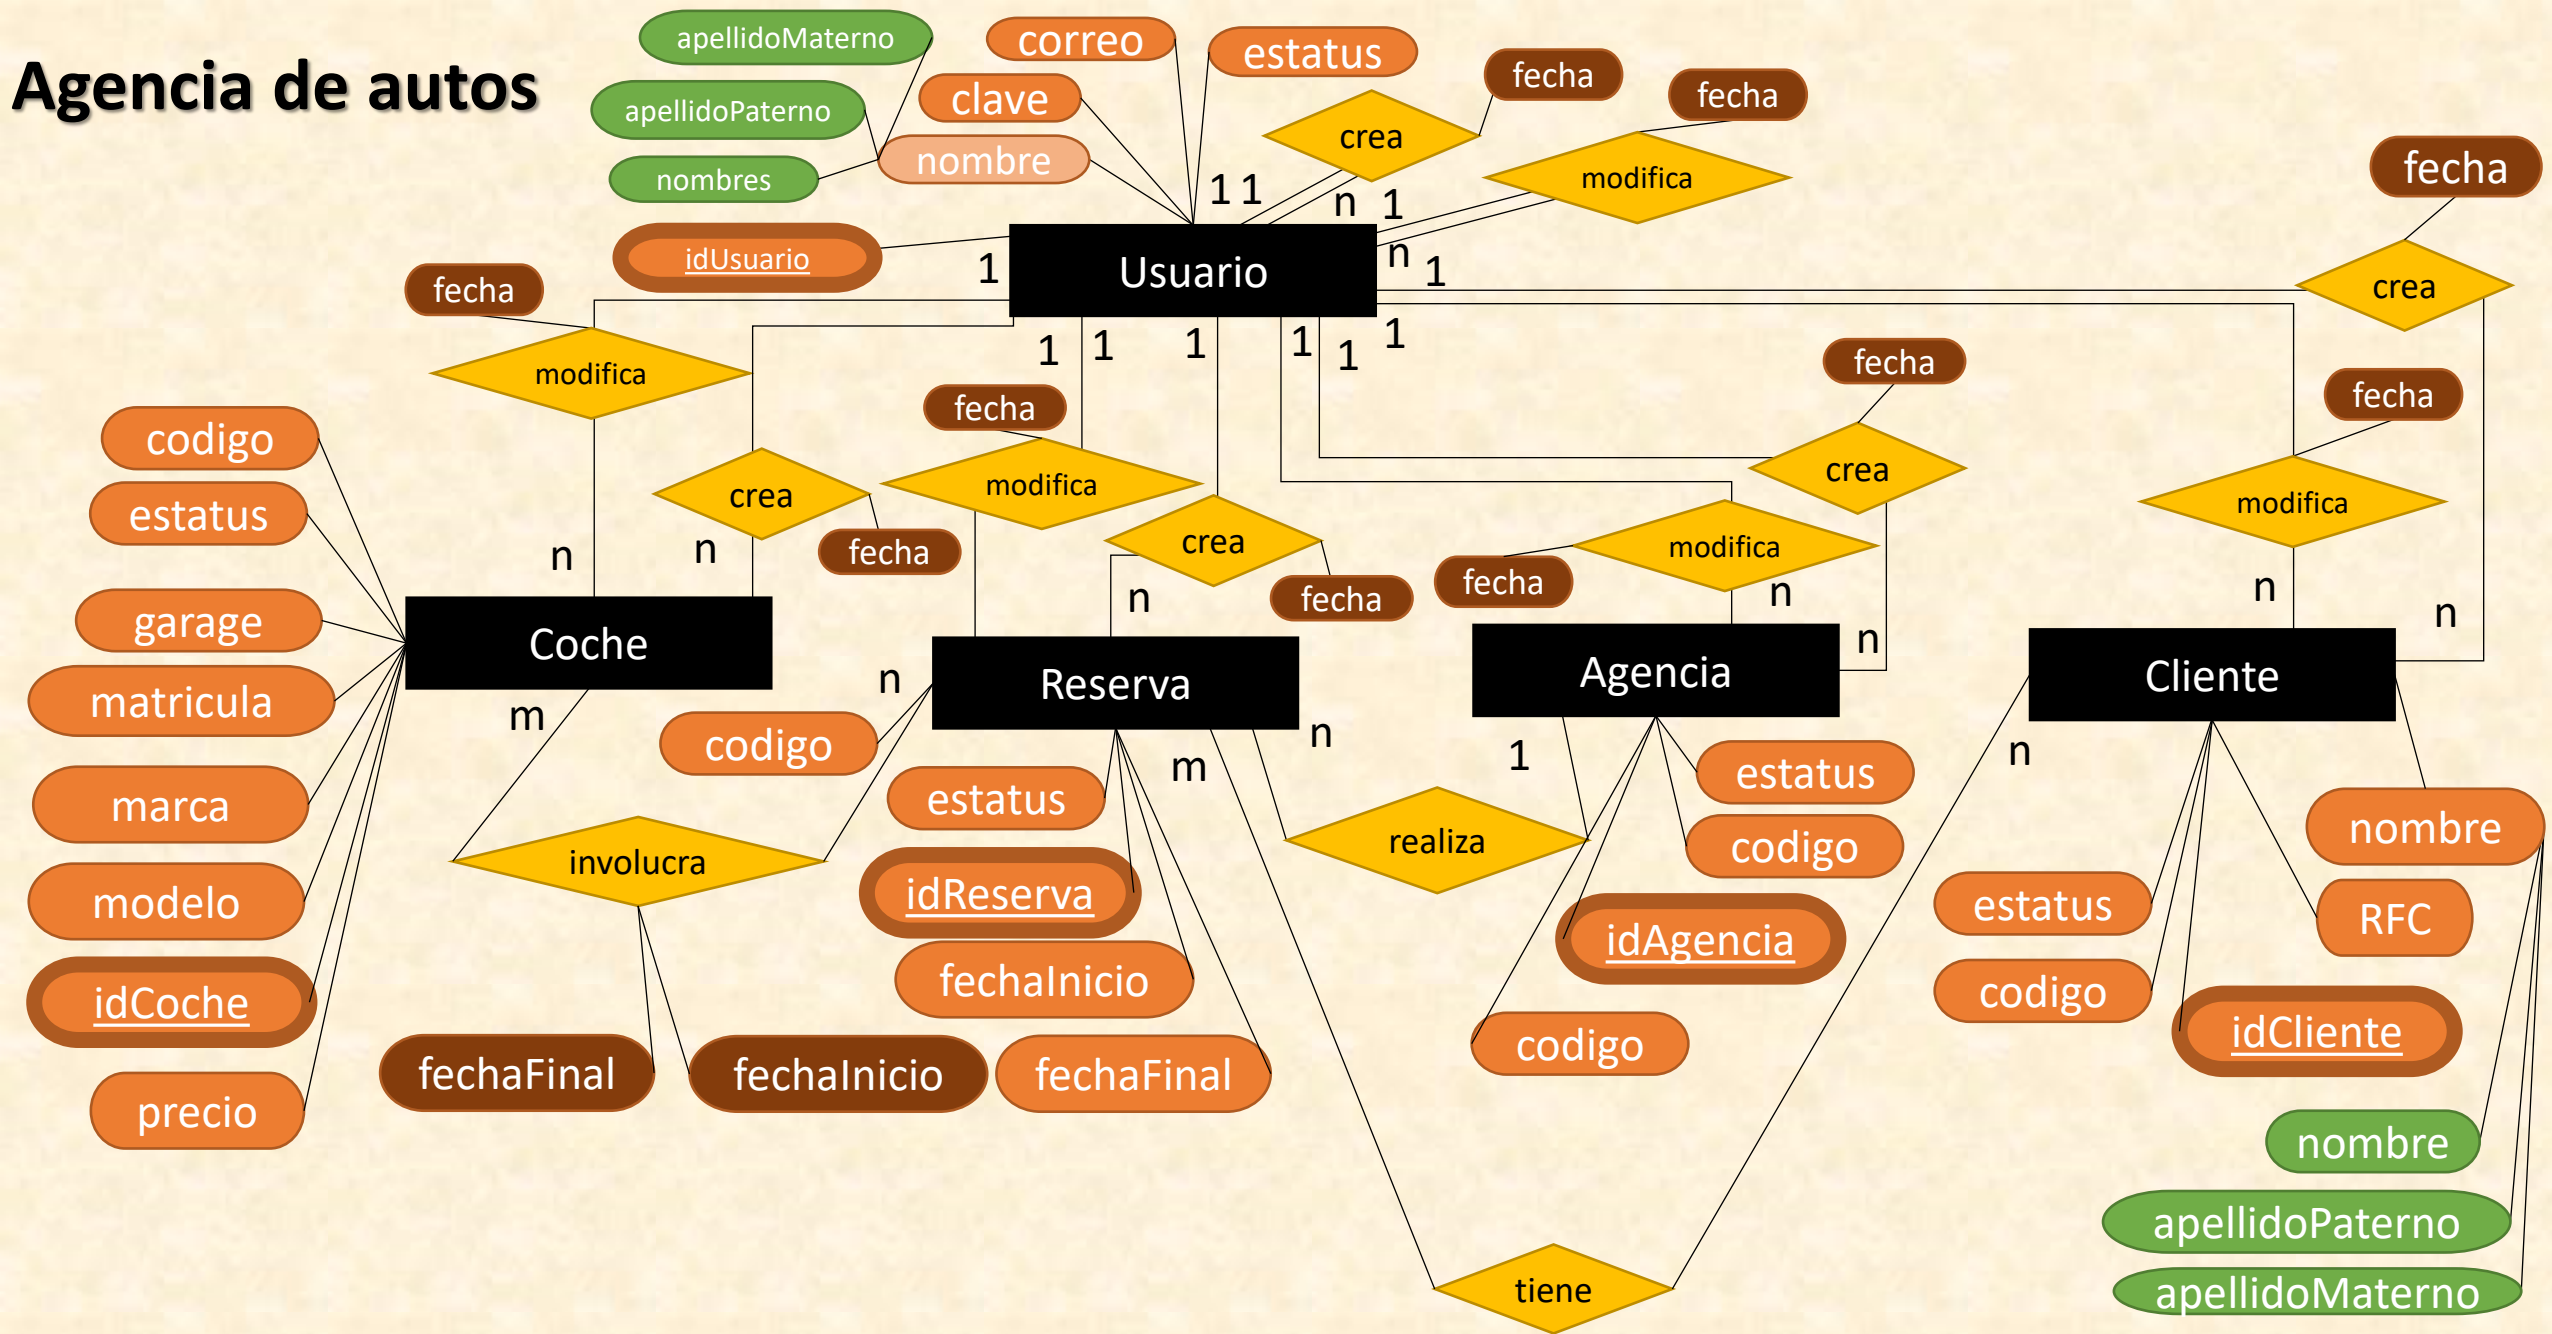 Agencia de autos
apellidoMaterno
correo
estatus
fecha
fecha
clave
apellidoPaterno
crea
nombre
nombres
modifica
fecha
1
1
n
1
idUsuario
1
Usuario
n
1
fecha
crea
1
1
1
1
1
1
fecha
modifica
fecha
fecha
codigo
modifica
crea
modifica
crea
estatus
fecha
crea
modifica
n
n
fecha
fecha
n
n
n
n
n
garage
Coche
Reserva
Agencia
Cliente
matricula
n
m
codigo
m
n
1
n
estatus
marca
estatus
codigo
nombre
involucra
realiza
modelo
idReserva
estatus
RFC
idAgencia
fechaInicio
codigo
idCoche
idCliente
codigo
fechaFinal
fechaInicio
fechaFinal
precio
nombre
apellidoPaterno
tiene
apellidoMaterno